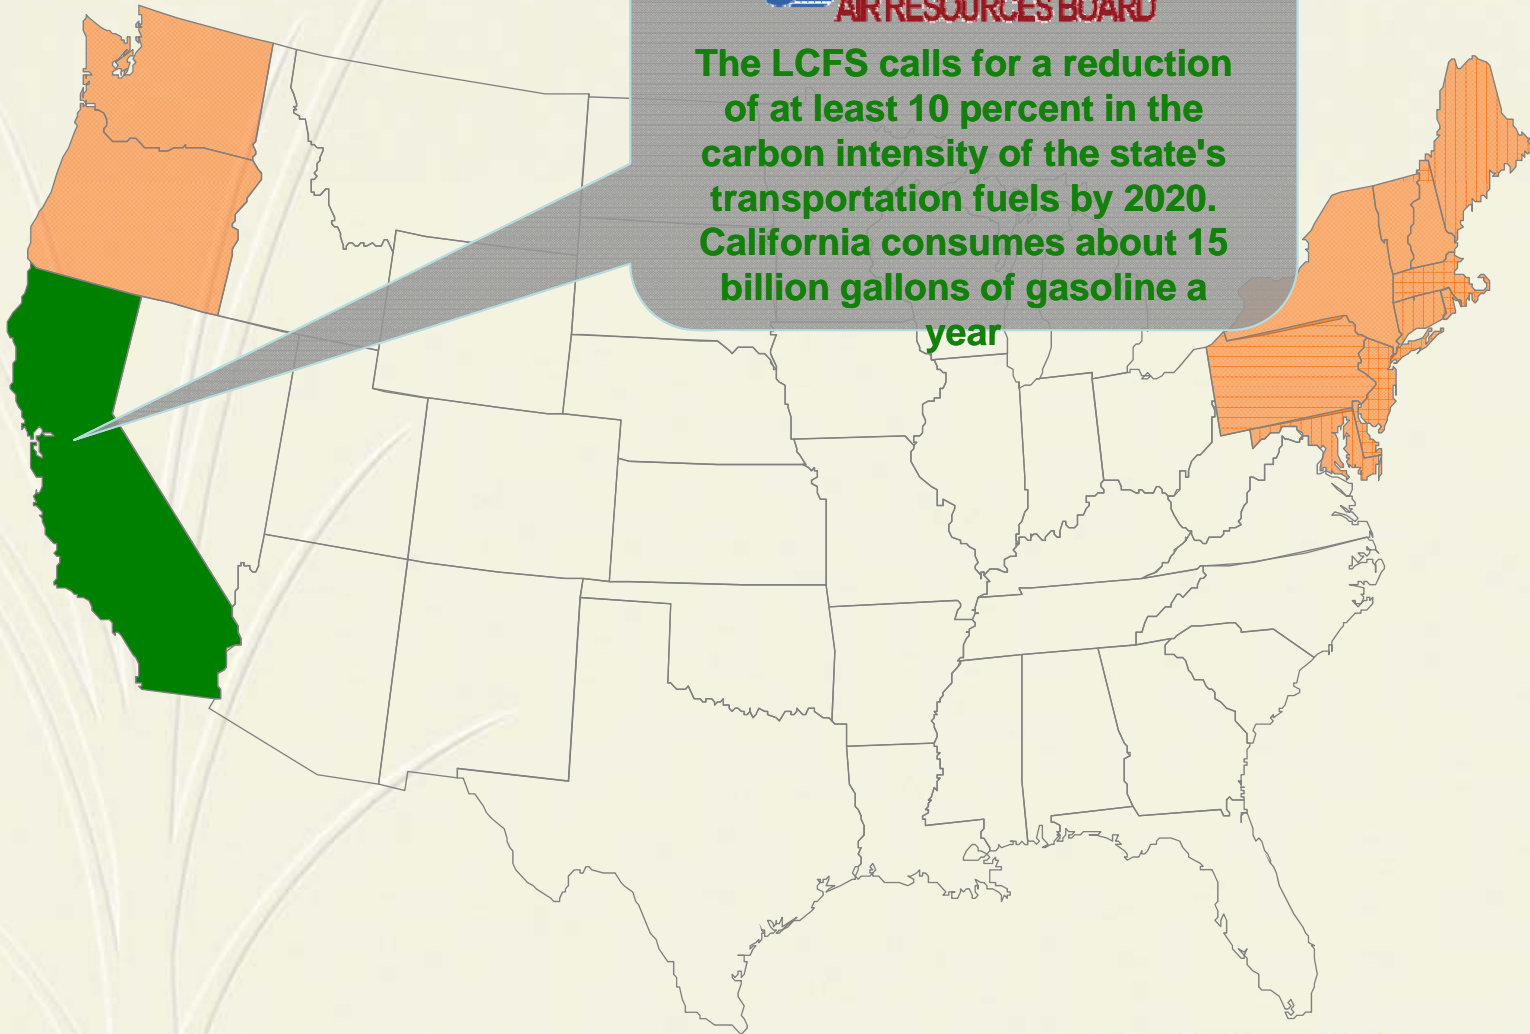 AIR RESOURCES BOARD
The LCFS calls for a reduction
of at least 10 percent in the
carbon intensity of the state's
transportation fuels by 2020.
California consumes about 15
billion gallons of gasoline a
year